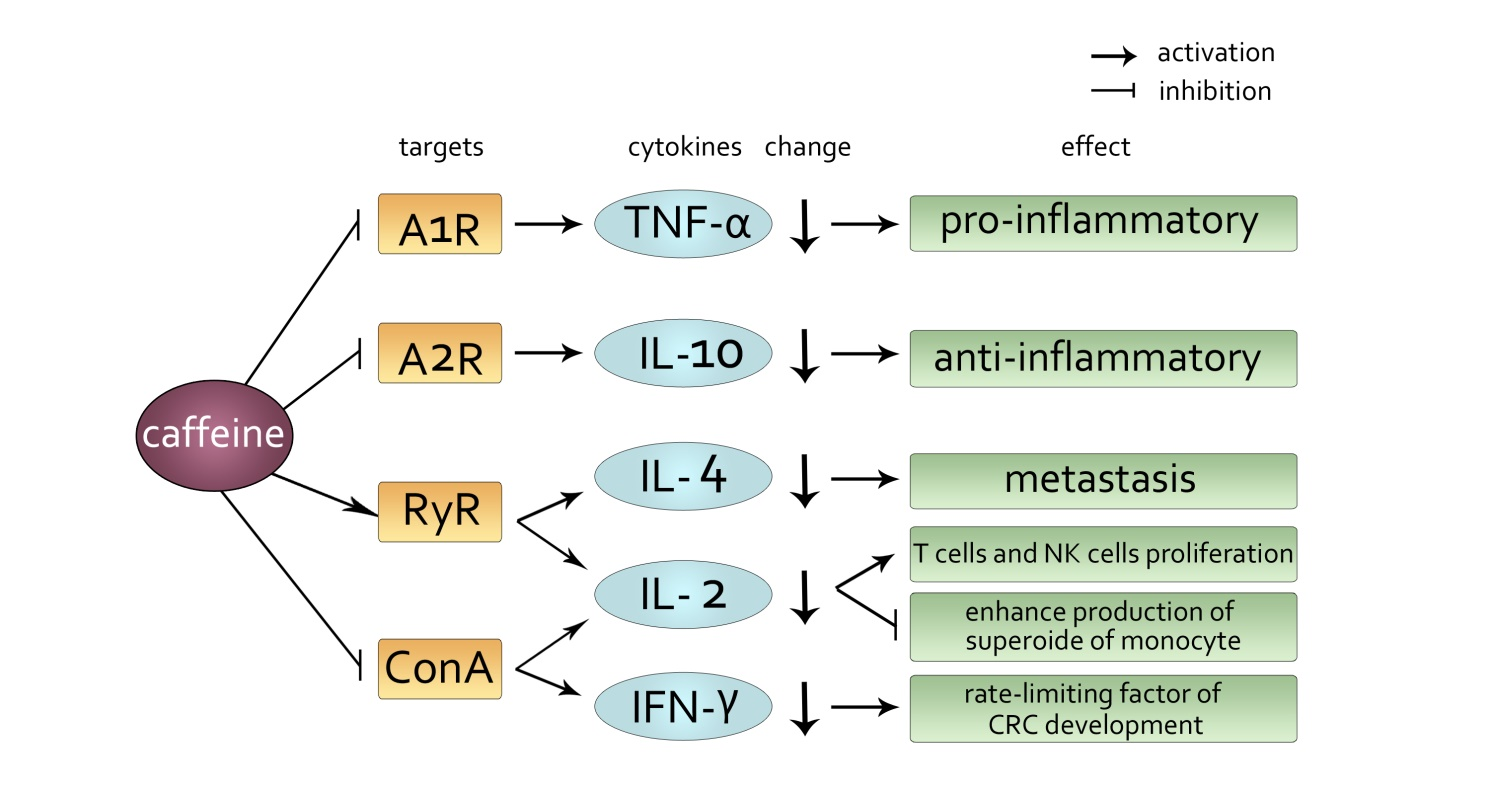 activation
inhibition
targets
cytokines
change
effect
A1R
TNF-α
pro-inflammatory
A2R
IL-10
anti-inflammatory
caffeine
RyR
IL- 4
metastasis
T cells and NK cells proliferation
IL- 2
enhance production of
superoide of monocyte
ConA
IFN-γ
rate-limiting factor of
CRC development